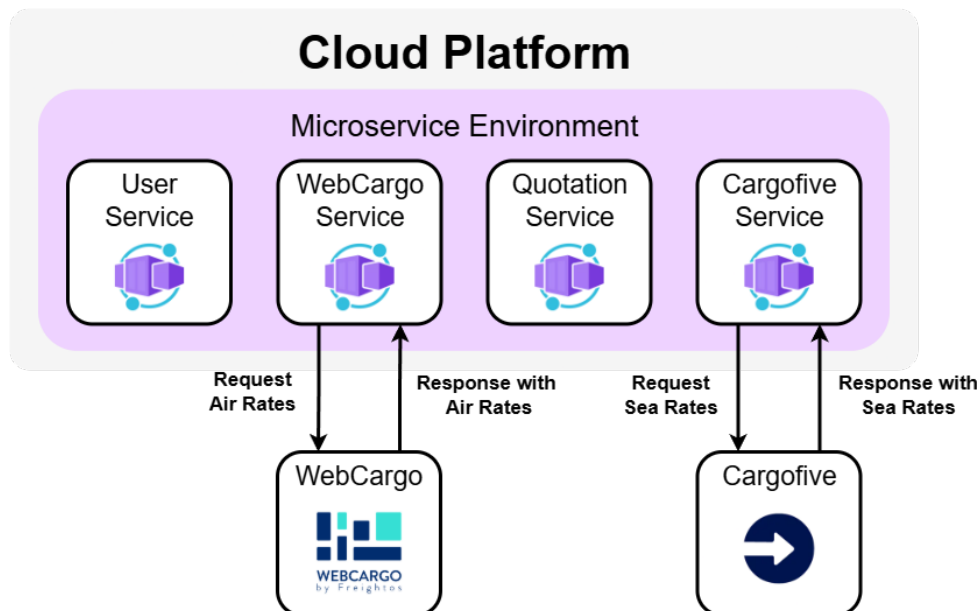 Cloud Platform
Microservice Environment
User
Service
WebCargo
Service
Quotation
Service
Cargofive
Service
Request
Air Rates
Response with
Air Rates
Request
Sea Rates
Response with
Sea Rates
WebCargo
WEBCARGO
by Freightos
Cargofive